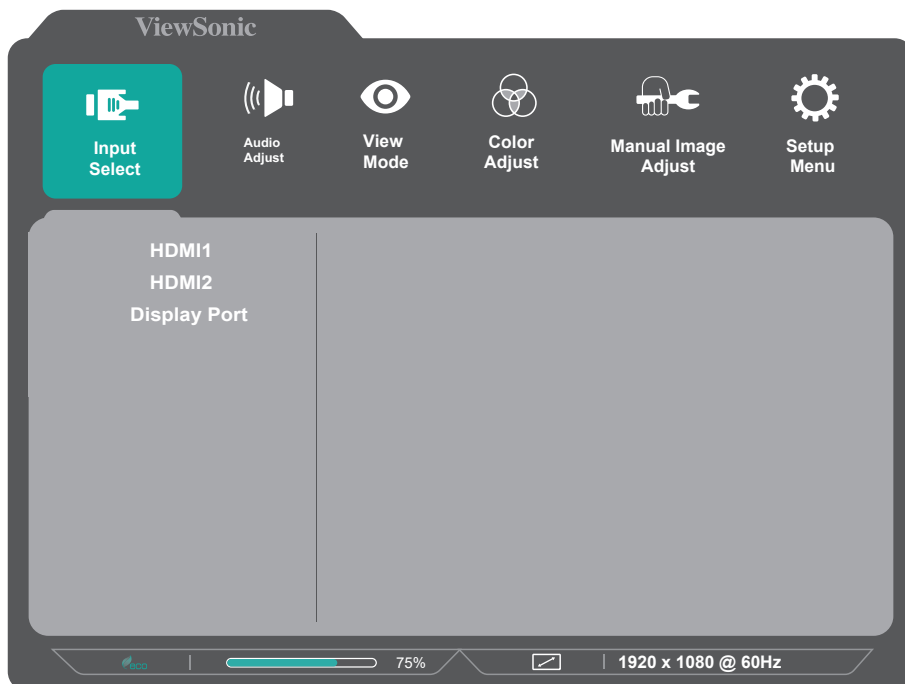 ViewSonic
Input
Select
Audio
Adjust
View
Mode
Color
Adjust
Manual Image
Adjust
Setup
Menu
HDMI1
HDMI2
Display Port
eco
75%
1920 x 1080 @ 60Hz